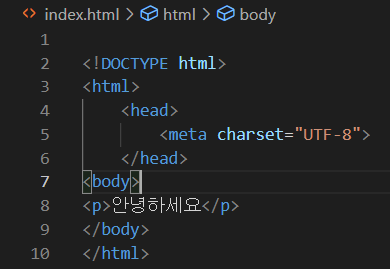 index.html > html > body
1
2 <!DOCTYPE html>
3 <html>
4     <head>
5         <meta charset="UTF-8">
6     </head>
7 <body>
8 <p>안녕하세요</p>
9 </body>
10 </html>